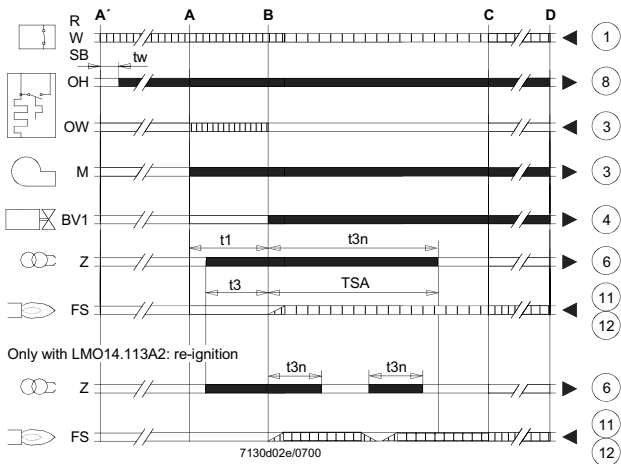 A´ A B C D
R
W 1
SB tw
OH 8
OW 3
M 3
BV1 4
t1 t3n
Z 6
t3 TSA
FS 11
12
Only with LMO14.113A2: re-ignition
t3n t3n
Z 6
FS 11
12
7130d02e/0700